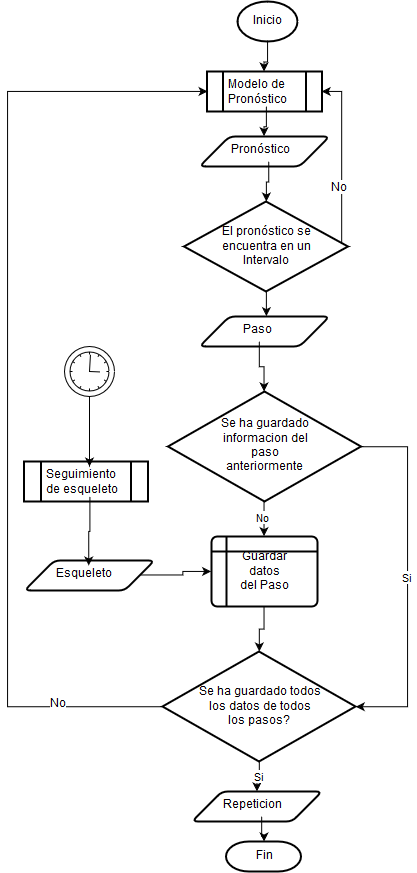 Inicio
Modelo de
Pronóstico
Pronóstico
No
El pronóstico se
encuentra en un
Intervalo
Paso
Se ha guardado
informacion del
paso
anteriormente
Seguimiento
de esqueleto
No
Guardar
datos
del Paso
Esqueleto
Si
Se ha guardado todos
los datos de todos
los pasos?
No
Si
Repeticion
Fin